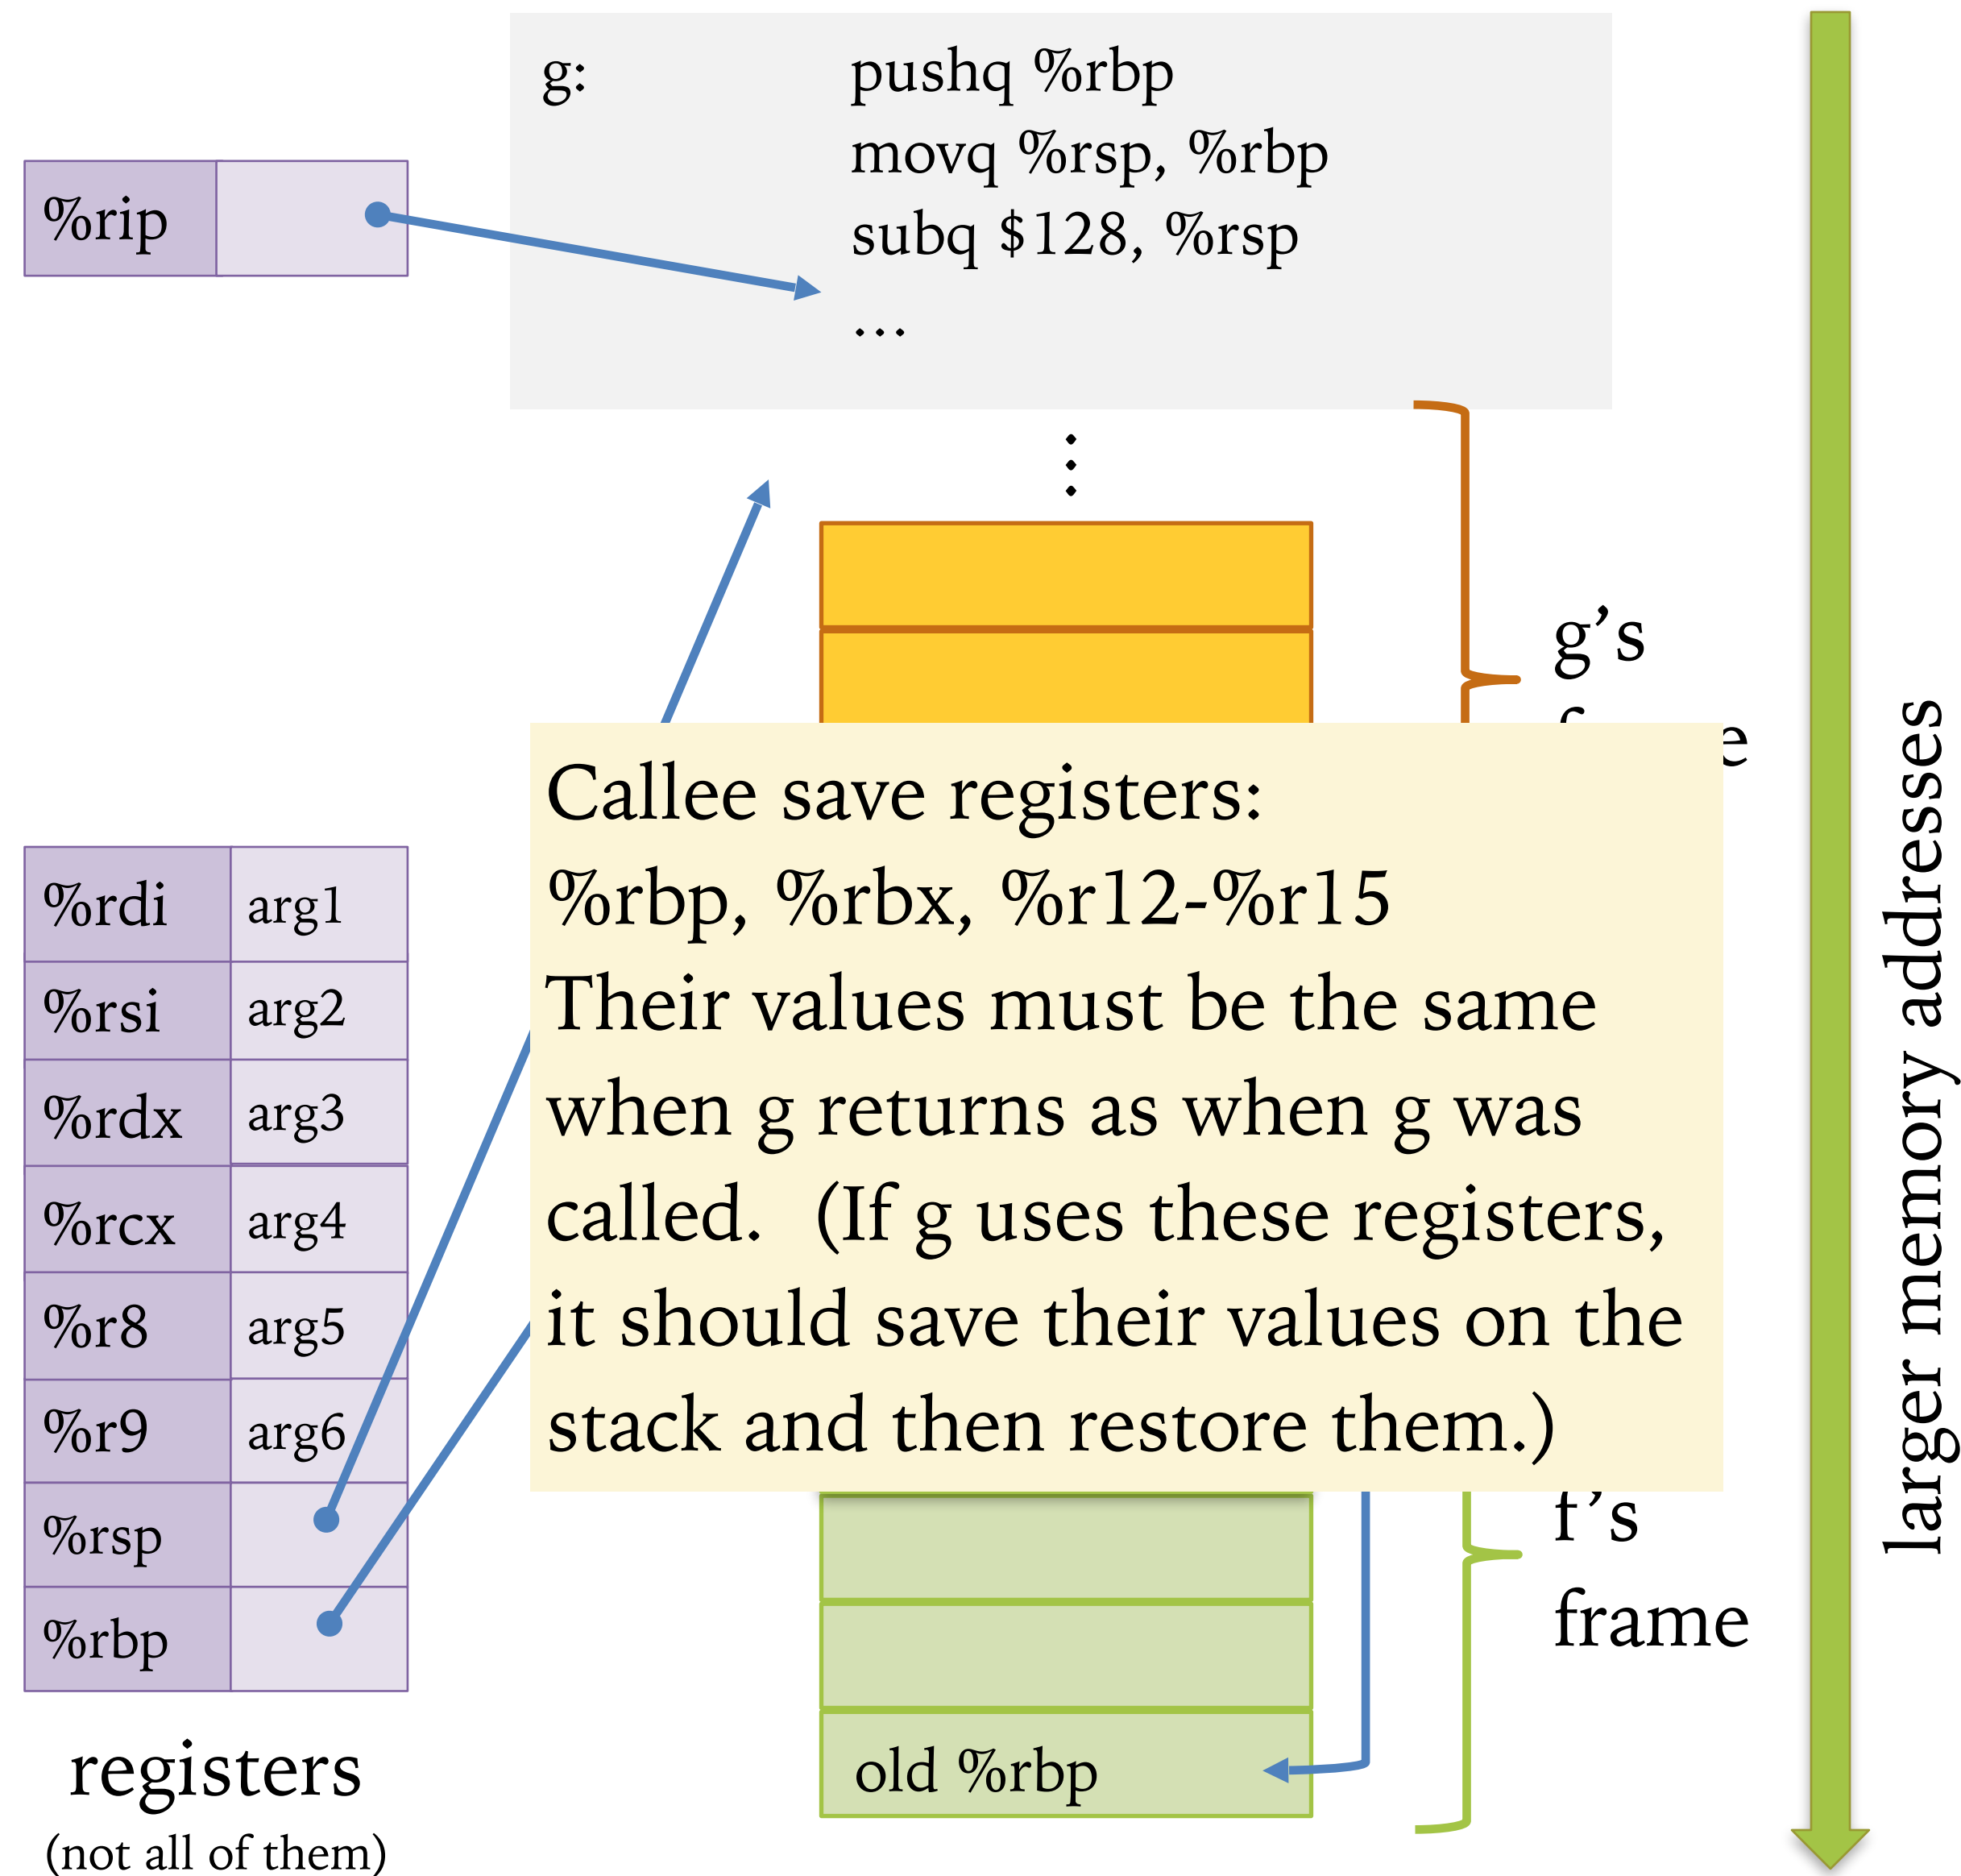 g: pushq %rbp
movq %rsp, %rbp
subq $128, %rsp
...
%rip
g's
Callee save registers:
%rbp, %rbx, %r12-%r15
Their values must be the same
when g returns as when g was
called. (If g uses these registers,
it should save their values on the
stack and then restore them.)
%rdi arg1
%rsi arg2
%rdx arg3
%rcx arg4
%r8 arg5
%r9 arg6
%rsp
%rbp
registers
(not all of them)
f's
frame
old %rbp
larger memory addresses